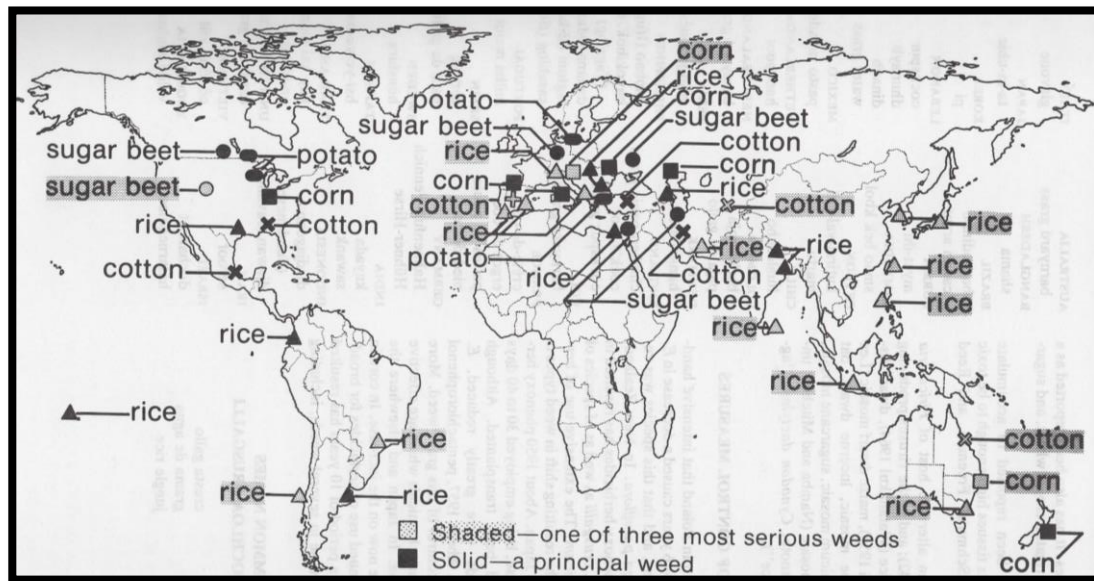 corn
rice
corn
sugar beet
cotton
corn
rice
potato
sugar beet
rice
corn
cotton
rice
potato
rice
cotton
sugar beet
sugar beet
potato
sugar beet
corn
rice
cotton
cotton
rice
rice
rice
rice
rice
cotton
rice
rice
rice
rice
rice
rice
rice
cotton
corn
rice
corn
Shaded—one of three most serious weeds
Solid—a principal weed